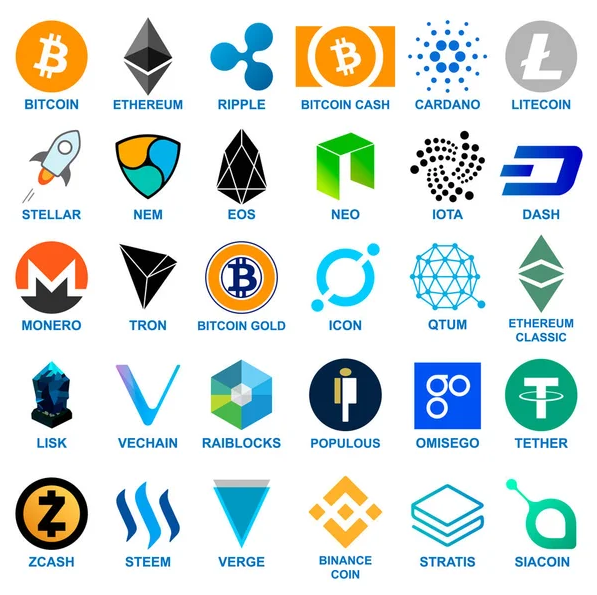 BITCOIN
ETHEREUM
RIPPLE
BITCOIN CASH
CARDANO
LITECOIN
STELLAR
NEM
EOS
NEO
IOTA
DASH
MONERO
TRON
BITCOIN GOLD
ICON
QTUM
ETHEREUM
CLASSIC
LISK
VECHAIN
RAIBLOCKS
POPULOUS
go
OMISEGO
TETHER
ZCASH
STEEM
VERGE
BINANCE
COIN
STRATIS
SIACOIN